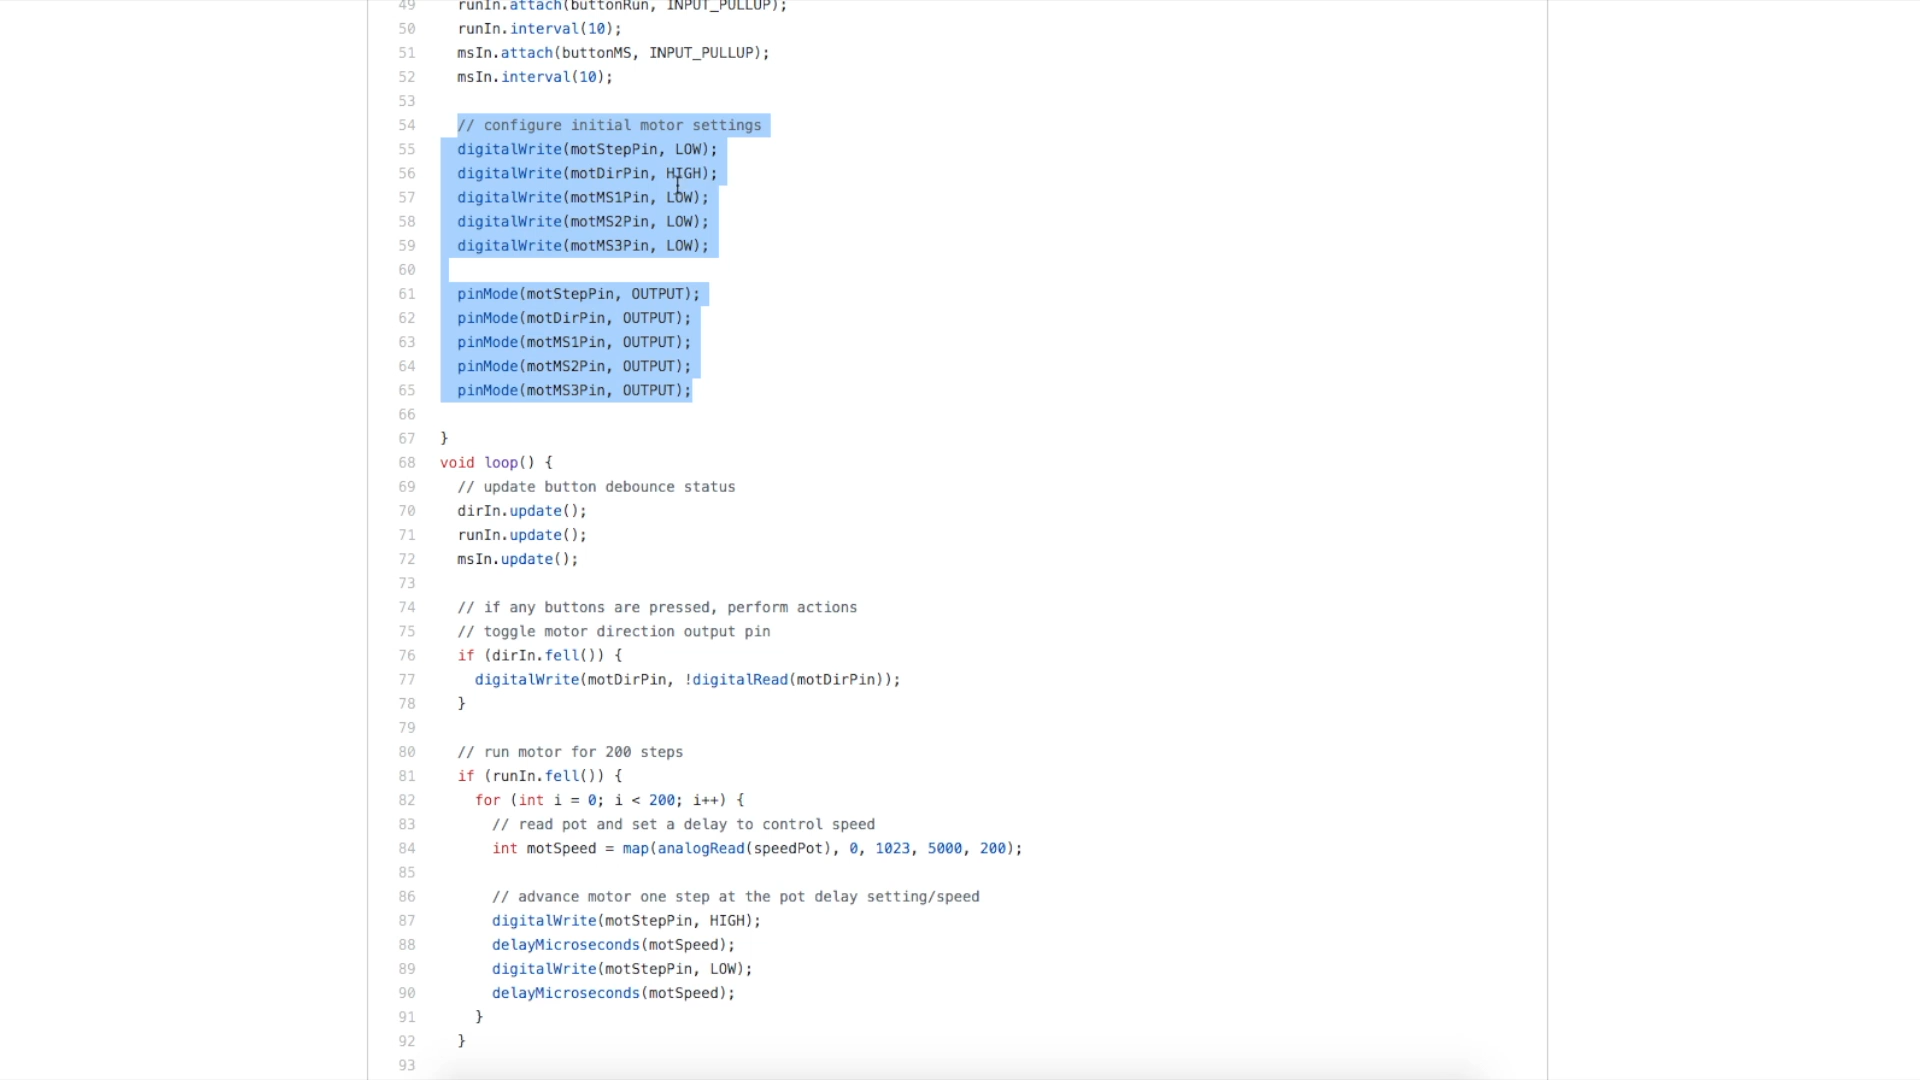 49 runIn.attach(buttonRun, INPUT_PULLUP);
50 runIn.interval(10);
51 msIn.attach(buttonMS, INPUT_PULLUP);
52 msIn.interval(10);
53
54 // configure initial motor settings
55 digitalWrite(motStepPin, LOW);
56 digitalWrite(motDirPin, HIGH);
57 digitalWrite(motMS1Pin, LOW);
58 digitalWrite(motMS2Pin, LOW);
59 digitalWrite(motMS3Pin, LOW);
60
61 pinMode(motStepPin, OUTPUT);
62 pinMode(motDirPin, OUTPUT);
63 pinMode(motMS1Pin, OUTPUT);
64 pinMode(motMS2Pin, OUTPUT);
65 pinMode(motMS3Pin, OUTPUT);
66
67 }
68 void loop() {
69 // update button debounce status
70 dirIn.update();
71 runIn.update();
72 msIn.update();
73
74 // if any buttons are pressed, perform actions
75 // toggle motor direction output pin
76 if (dirIn.fell()) {
77 digitalWrite(motDirPin, !digitalRead(motDirPin));
78 }
79
80 // run motor for 200 steps
81 if (runIn.fell()) {
82 for (int i = 0; i < 200; i++) {
83 // read pot and set a delay to control speed
84 int motSpeed = map(analogRead(speedPot), 0, 1023, 5000, 200);
85
86 // advance motor one step at the pot delay setting/speed
87 digitalWrite(motStepPin, HIGH);
88 delayMicroseconds(motSpeed);
89 digitalWrite(motStepPin, LOW);
90 delayMicroseconds(motSpeed);
91 }
92 }
93